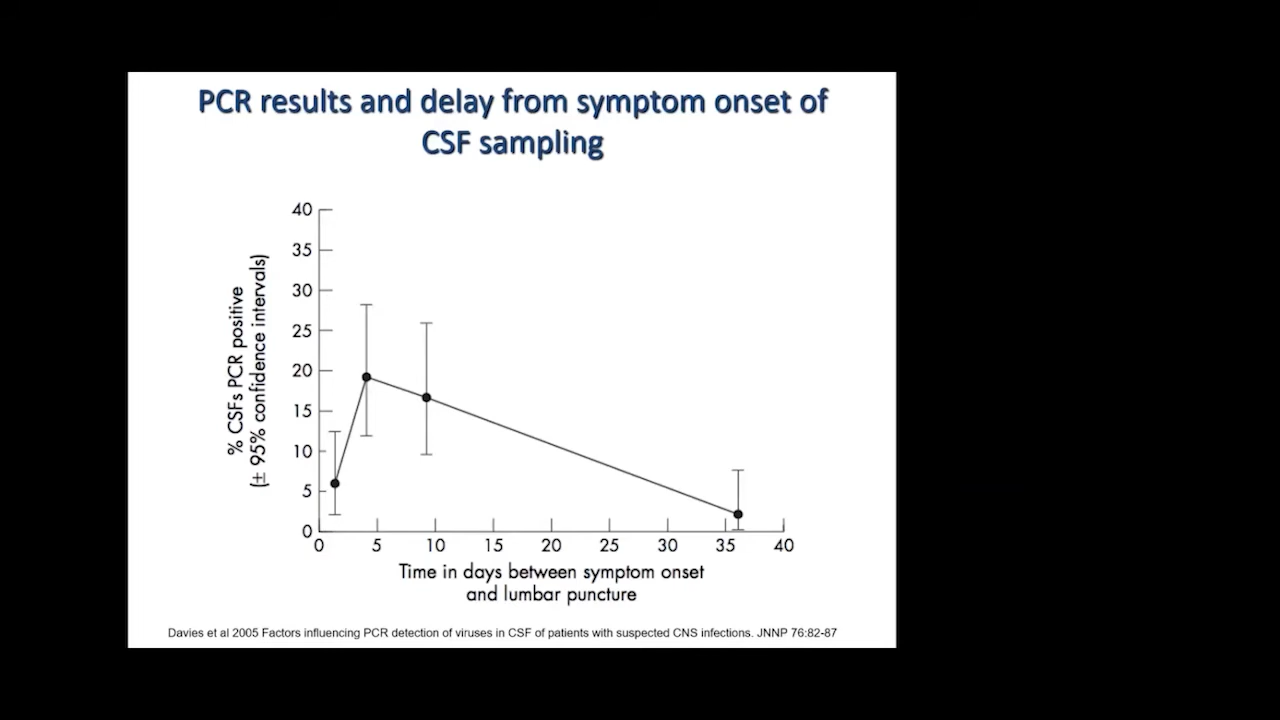 PCR results and delay from symptom onset of
CSF sampling
% CSFs PCR positive
(± 95% confidence intervals)
40
35
30
25
20
15
10
5
0
0 5 10 15 20 25 30 35 40
Time in days between symptom onset
and lumbar puncture
Davies et al 2005 Factors influencing PCR detection of viruses in CSF of patients with suspected CNS infections. JNNP 76:82-87